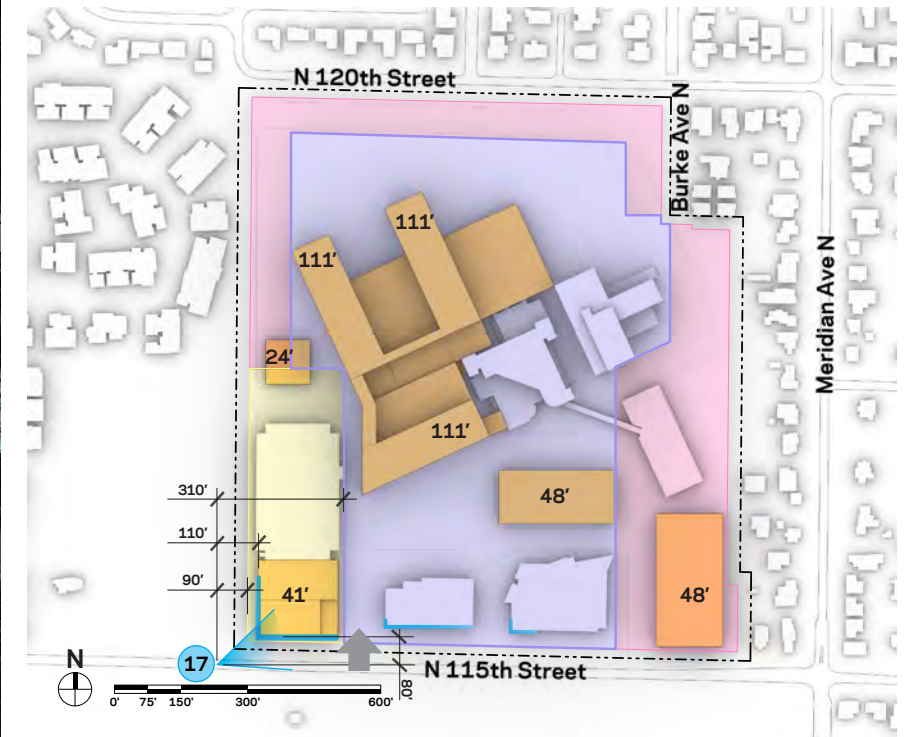 N 120th Street
Burke Ave N
111'
111'
Meridian Ave N
24'
111'
310'
48'
110'
90'
41'
48'
17
N
N 115th Street
80'
0' 75' 150' 300' 600'